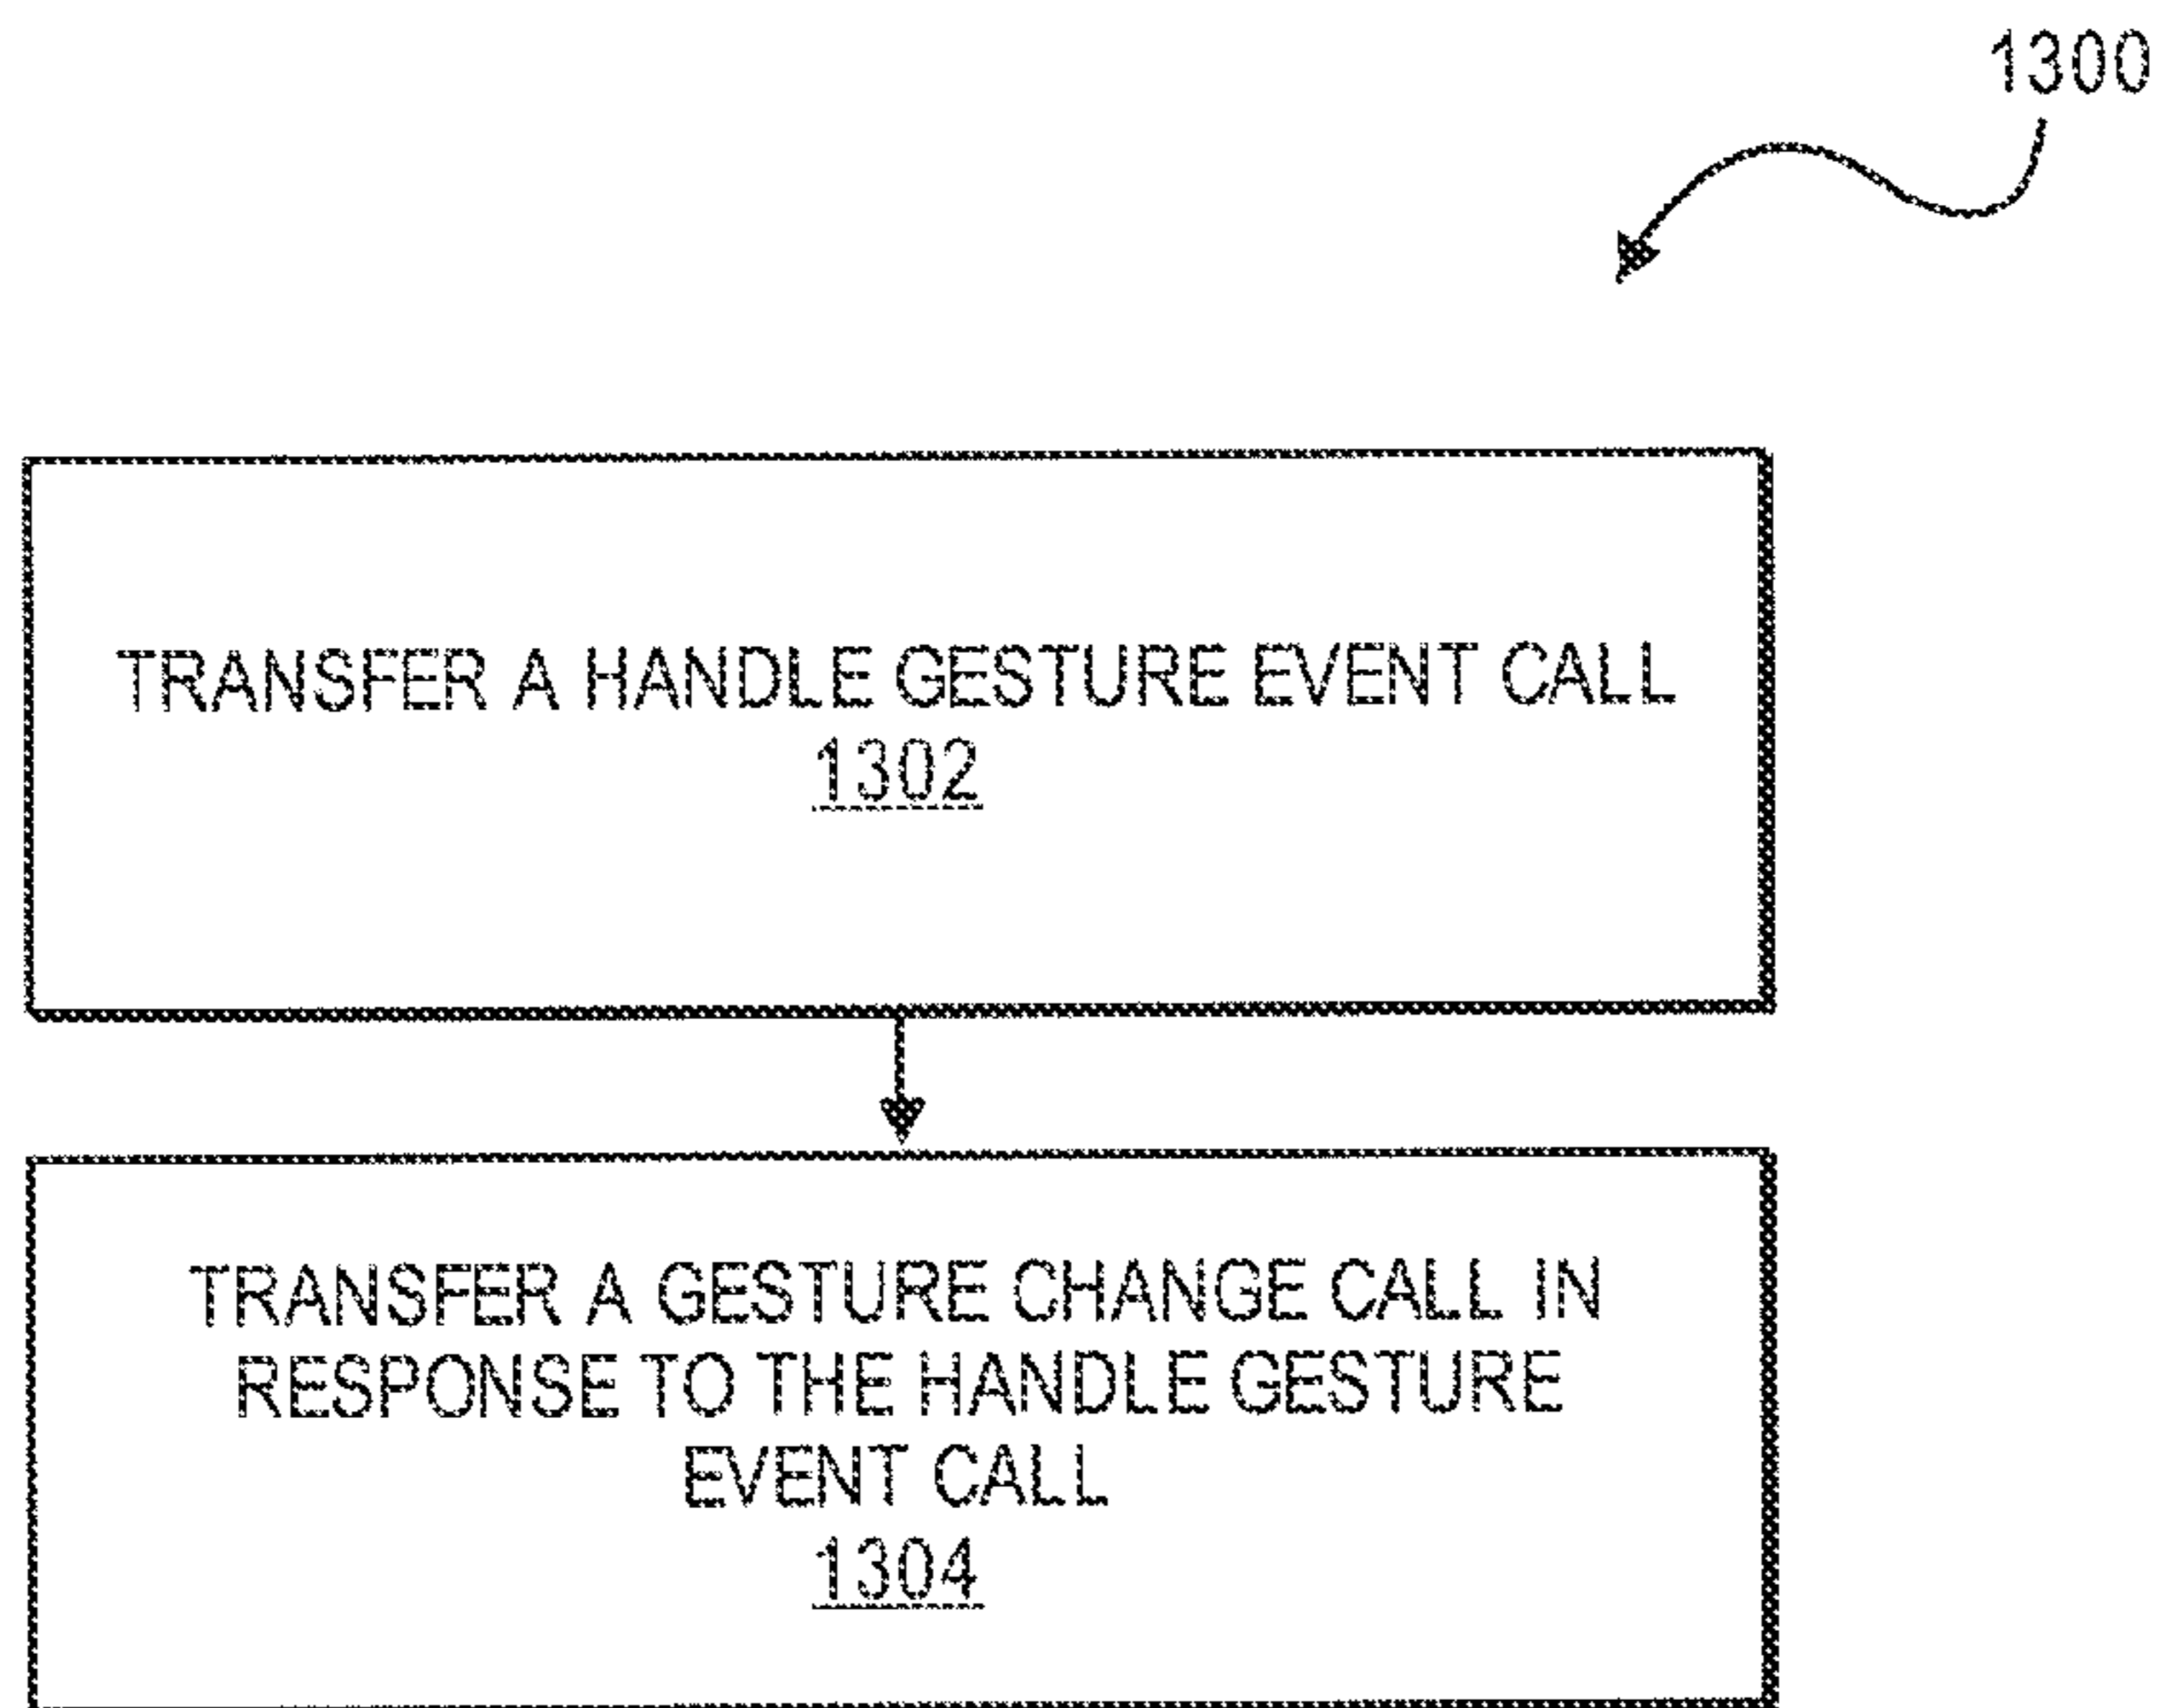 1300
TRANSFER A HANDLE GESTURE EVENT CALL
1302
TRANSFER A GESTURE CHANGE CALL IN
RESPONSE TO THE HANDLE GESTURE
EVENT CALL
1304